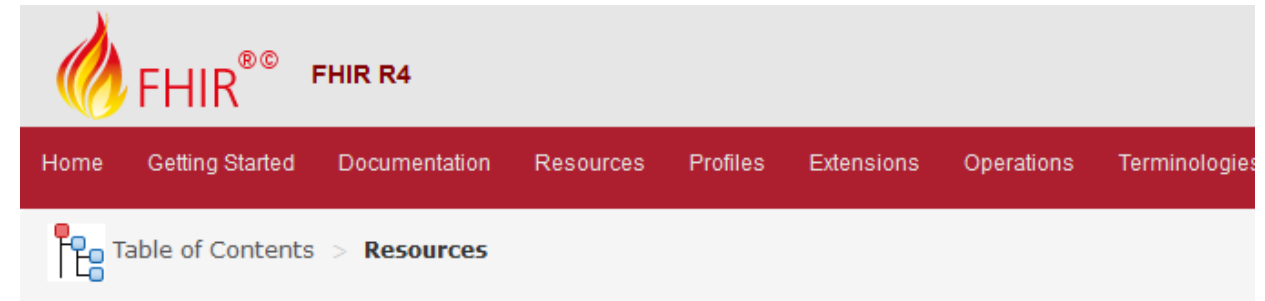 FHIR®© FHIR R4
Home Getting Started Documentation Resources Profiles Extensions Operations Terminologies
Table of Contents > Resources